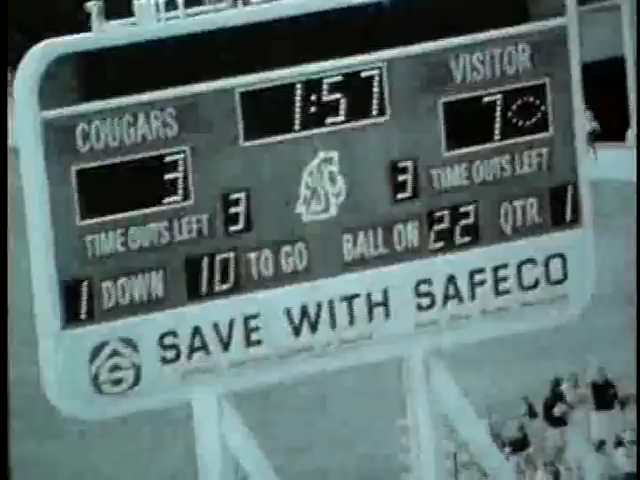 VISITOR
1:57
COUGARS
7
3
TIME OUTS LEFT 3
3 TIME OUTS LEFT
1 DOWN 10 TO GO BALL ON 22 QTR. 1
SAVE WITH SAFECO